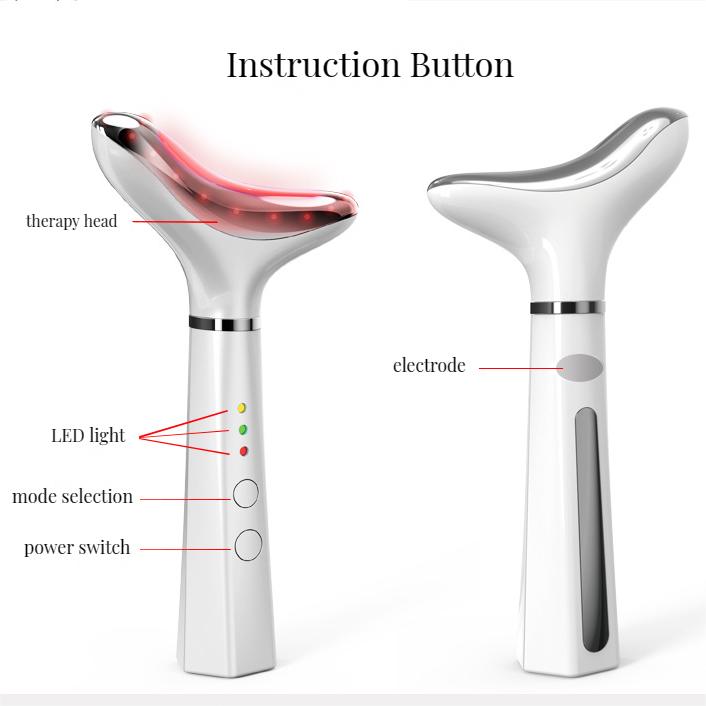 Instruction Button
therapy head
electrode
LED light
mode selection
power switch